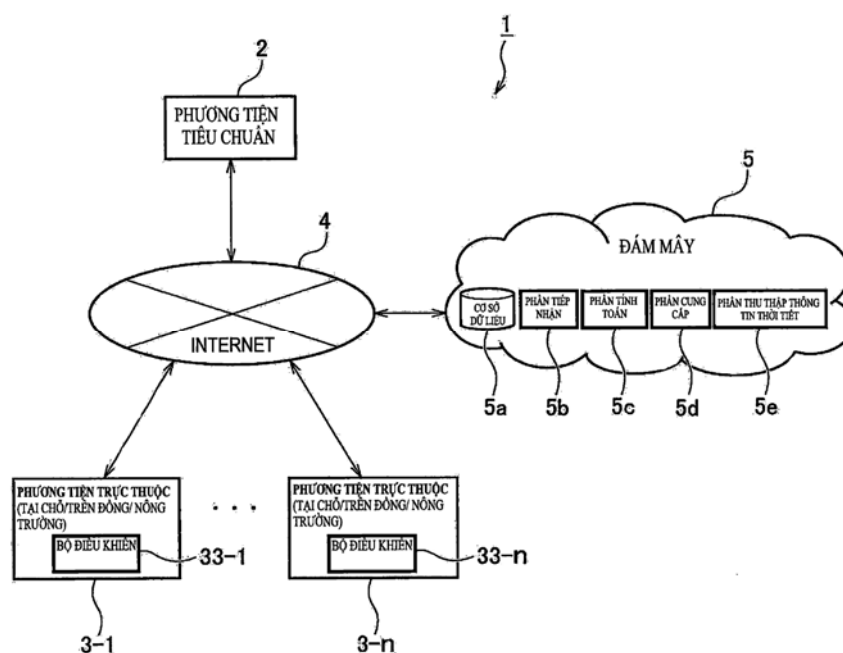 1
2
PHƯƠNG TIỆN
TIÊU CHUẨN
4
INTERNET
5
ĐÁM MÂY
CƠ SỞ
DỮ LIỆU
PHẦN TIẾP
NHẬN
PHẦN TÍNH
TOÁN
PHẦN CUNG
CẤP
PHẦN THU THẬP THÔNG
TIN THỜI TIẾT
5a
5b
5c
5d
5e
PHƯƠNG TIỆN TRỰC THUỘC
(TẠI CHỖ/TRÊN ĐỒNG/ NÔNG
TRƯỜNG)
BỘ ĐIỀU KHIỂN
33-1
3-1
. . .
PHƯƠNG TIỆN TRỰC THUỘC
(TẠI CHỖ/TRÊN ĐỒNG/ NÔNG
TRƯỜNG)
BỘ ĐIỀU KHIỂN
33-n
3-n